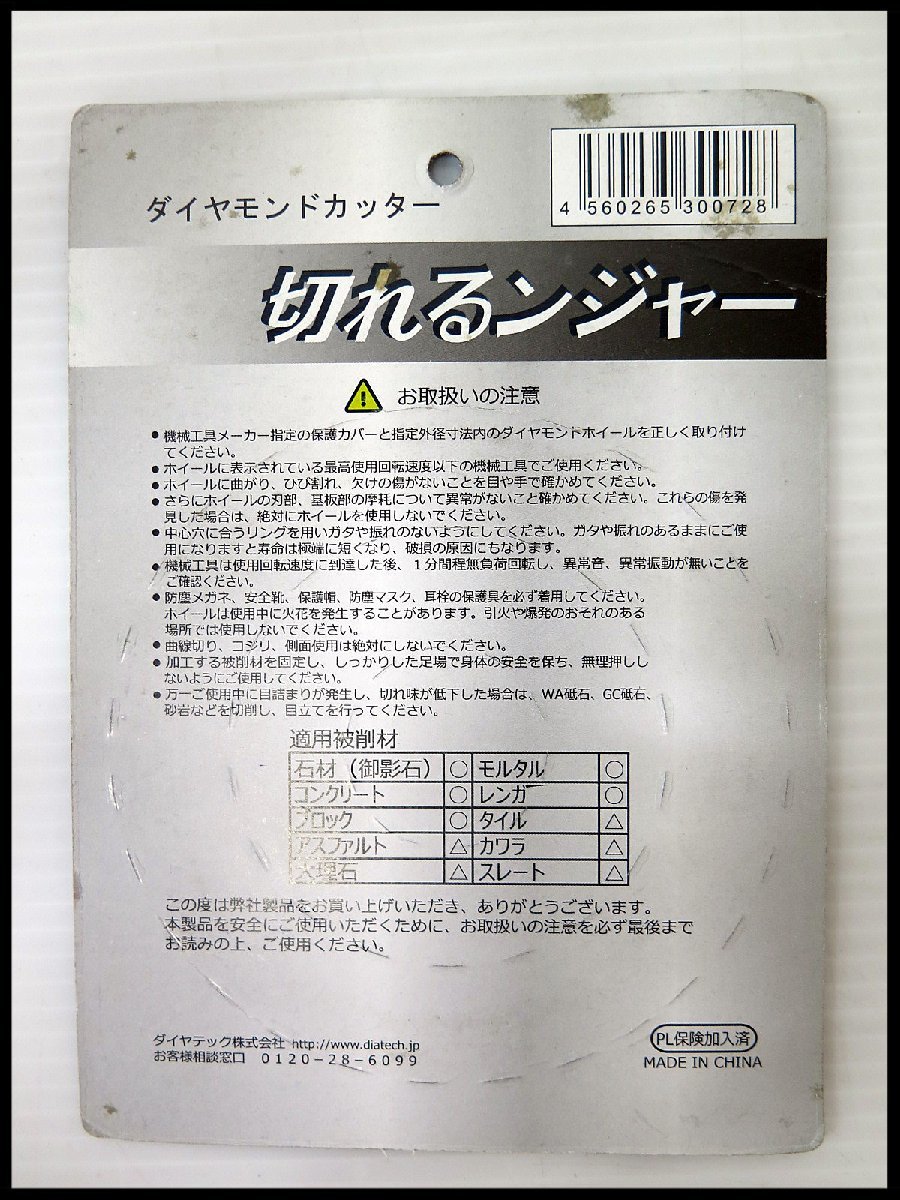 ダイヤモンドカッター
4 560265 300728
切れるンジャー
お取扱いの注意
●機械工具メーカー指定の保護カバーと指定外径寸法内のダイヤモンドホイールを正しく取り付け
てください。
●ホイールに表示されている最高使用回転速度以下の機械工具でご使用ください。
●ホイールに曲がり、ひび割れ、欠けの傷がないことを目や手で確かめてください。
●さらにホイールの刃部、基板部の摩耗について異常がないこと確かめてください。これらの傷を発
見した場合は、絶対にホイールを使用しないでください。
●中心穴に合うリングを用いガタや振れのないようにしてください。ガタや振れのあるままにご使
用になりますと寿命は極端に短くなり、破損の原因にもなります。
●機械工具は使用回転速度に到達した後、1分間程無負荷回転し、異常音、異常振動が無いことを
ご確認ください。
●防塵メガネ、安全靴、保護帽、防塵マスク、耳栓の保護具を必ず着用してください。
ホイールは使用中に火花を発生することがあります。引火や爆発のおそれのある
場所では使用しないでください。
●曲線切り、コジリ、側面使用は絶対にしないでください。
●加工する被削材を固定し、しっかりした足場で身体の安全を保ち、無理押しし
ないようにご使用してください。
●万一ご使用中に目詰まりが発生し、切れ味が低下した場合は、WA砥石、GC砥石、
砂岩などを切削し、目立てを行ってください。
適用被削材
石材（御影石） ○ モルタル ○
コンクリート ○ レンガ ○
ブロック ○ タイル △
アスファルト △ カワラ △
大理石 △ スレート △
この度は弊社製品をお買い上げいただき、ありがとうございます。
本製品を安全にご使用いただくために、お取扱いの注意を必ず最後まで
お読みの上、ご使用ください。
ダイヤテック株式会社 http://www.diatech.jp
お客様相談窓口 0120-28-6099
PL保険加入済
MADE IN CHINA